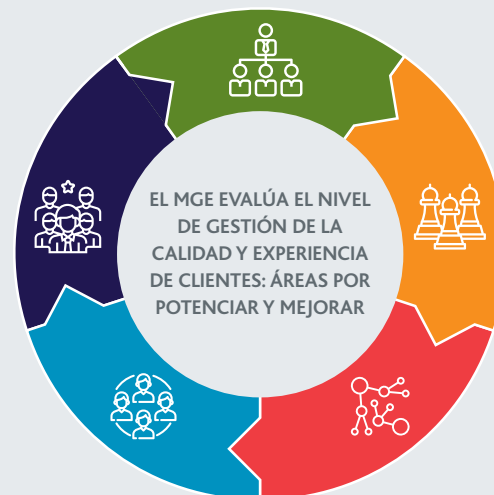 EL MGE EVALÚA EL NIVEL
DE GESTIÓN DE LA
CALIDAD Y EXPERIENCIA
DE CLIENTES: ÁREAS POR
POTENCIAR Y MEJORAR